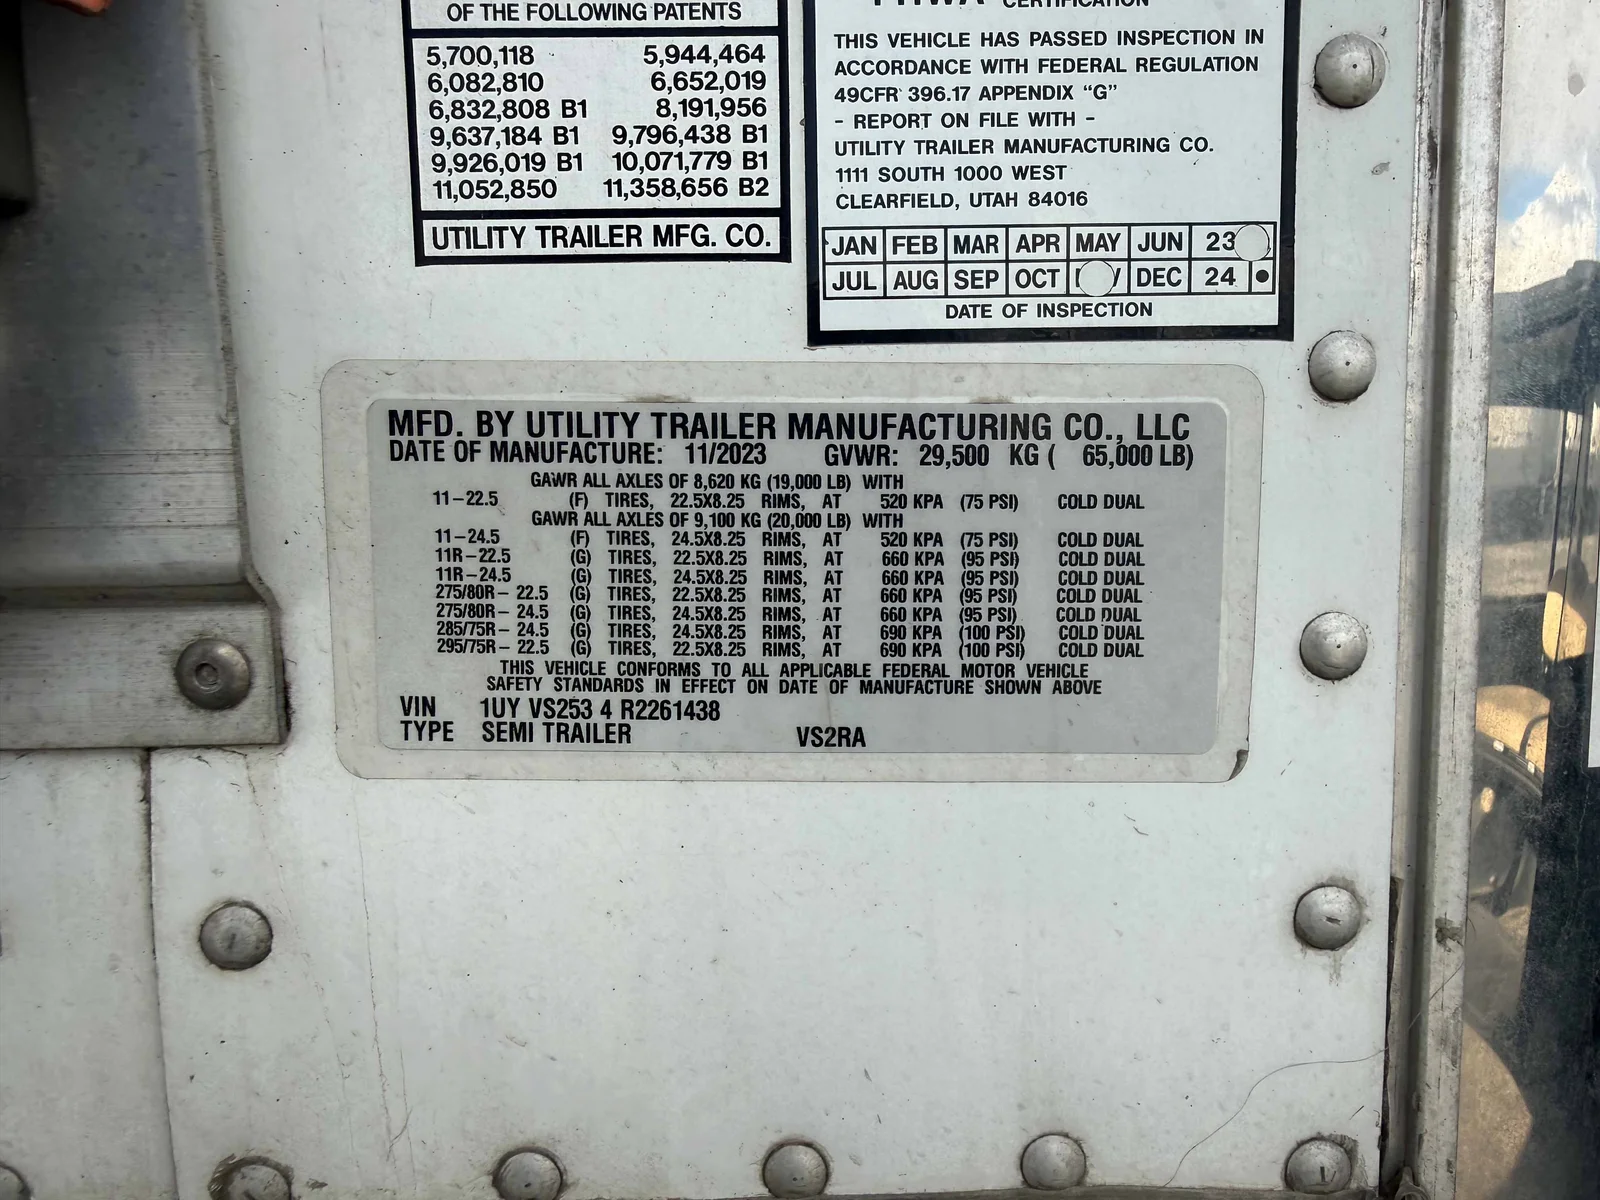 OF THE FOLLOWING PATENTS
5,700,118 5,944,464
6,082,810 6,652,019
6,832,808 B1 8,191,956
9,637,184 B1 9,796,438 B1
9,926,019 B1 10,071,779 B1
11,052,850 11,358,656 B2
UTILITY TRAILER MFG. CO.
FHWA CERTIFICATION
THIS VEHICLE HAS PASSED INSPECTION IN
ACCORDANCE WITH FEDERAL REGULATION
49CFR 396.17 APPENDIX “G”
- REPORT ON FILE WITH -
UTILITY TRAILER MANUFACTURING CO.
1111 SOUTH 1000 WEST
CLEARFIELD, UTAH 84016
JAN FEB MAR APR MAY JUN 23
JUL AUG SEP OCT DEC 24 •
DATE OF INSPECTION
MFD. BY UTILITY TRAILER MANUFACTURING CO., LLC
DATE OF MANUFACTURE: 11/2023 GVWR: 29,500 KG ( 65,000 LB)
GAWR ALL AXLES OF 8,620 KG (19,000 LB) WITH
11-22.5 (F) TIRES, 22.5X8.25 RIMS, AT 520 KPA (75 PSI) COLD DUAL
GAWR ALL AXLES OF 9,100 KG (20,000 LB) WITH
11-24.5 (F) TIRES, 24.5X8.25 RIMS, AT 520 KPA (75 PSI) COLD DUAL
11R-22.5 (G) TIRES, 22.5X8.25 RIMS, AT 660 KPA (95 PSI) COLD DUAL
11R-24.5 (G) TIRES, 24.5X8.25 RIMS, AT 660 KPA (95 PSI) COLD DUAL
275/80R- 22.5 (G) TIRES, 22.5X8.25 RIMS, AT 660 KPA (95 PSI) COLD DUAL
275/80R- 24.5 (G) TIRES, 24.5X8.25 RIMS, AT 660 KPA (95 PSI) COLD DUAL
285/75R- 24.5 (G) TIRES, 24.5X8.25 RIMS, AT 690 KPA (100 PSI) COLD DUAL
295/75R- 22.5 (G) TIRES, 22.5X8.25 RIMS, AT 690 KPA (100 PSI) COLD DUAL
THIS VEHICLE CONFORMS TO ALL APPLICABLE FEDERAL MOTOR VEHICLE
SAFETY STANDARDS IN EFFECT ON DATE OF MANUFACTURE SHOWN ABOVE
VIN 1UY VS253 4 R2261438
TYPE SEMI TRAILER VS2RA